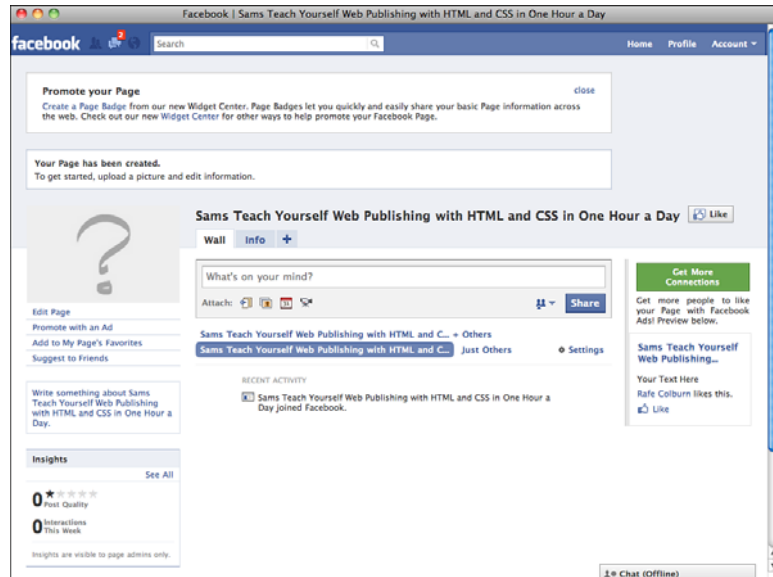 Facebook | Sams Teach Yourself Web Publishing with HTML and CSS in One Hour a Day
facebook
2
Search
Home Profile Account
Promote your Page
close
Create a Page Badge from our new Widget Center. Page Badges let you quickly and easily share your basic Page information across
the web. Check out our new Widget Center for other ways to help promote your Facebook Page.
Your Page has been created.
To get started, upload a picture and edit information.
?
Edit Page
Promote with an Ad
Add to My Page's Favorites
Suggest to Friends
Write something about Sams
Teach Yourself Web Publishing
with HTML and CSS in One Hour a
Day.
Insights
See All
0 Post Quality
0 Interactions
This Week
Insights are visible to page admins only.
Sams Teach Yourself Web Publishing with HTML and CSS in One Hour a Day
Like
Wall Info +
What's on your mind?
Attach:
31
Share
Sams Teach Yourself Web Publishing with HTML and C... + Others
Sams Teach Yourself Web Publishing with HTML and C... Just Others
Settings
RECENT ACTIVITY
Sams Teach Yourself Web Publishing with HTML and CSS in One Hour a
Day joined Facebook.
Get More
Connections
Get more people to like
your Page with Facebook
Ads! Preview below.
Sams Teach Yourself
Web Publishing...
Your Text Here
Rafe Colburn likes this.
Like
Chat (Offline)